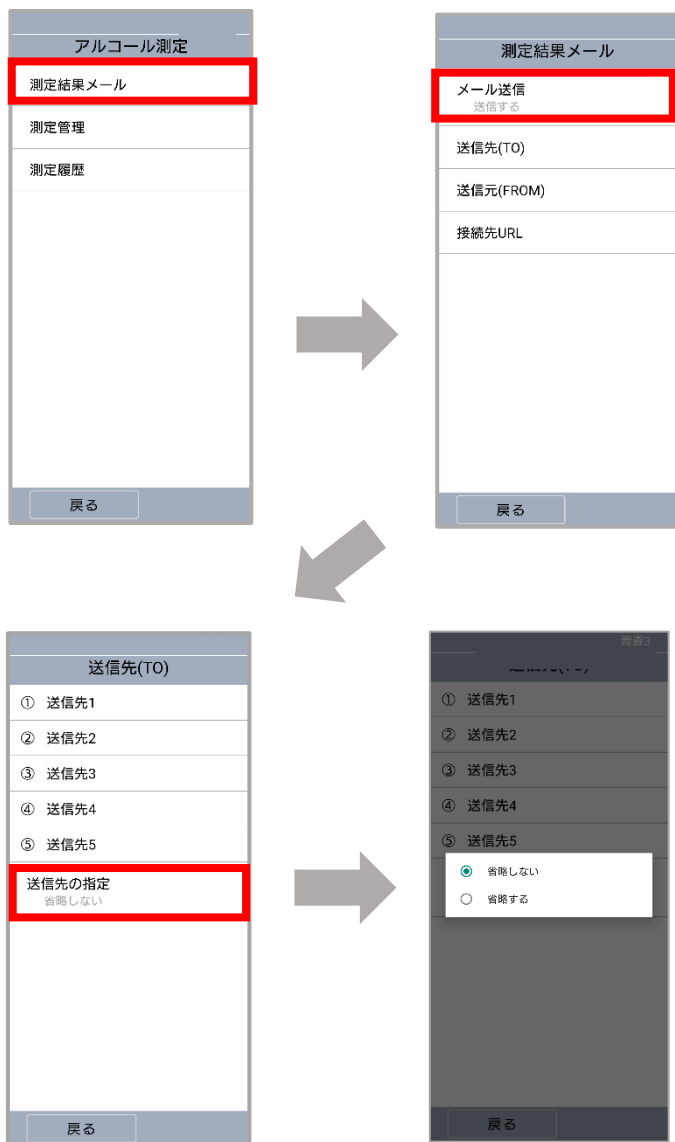 アルコール測定
測定結果メール
測定管理
測定履歴
戻る
測定結果メール
メール送信
送信する
送信先(TO)
送信元(FROM)
接続先URL
戻る
送信先(TO)
① 送信先1
② 送信先2
③ 送信先3
④ 送信先4
⑤ 送信先5
送信先の指定
省略しない
戻る
① 送信先1
② 送信先2
③ 送信先3
④ 送信先4
⑤ 送信先5
省略しない
省略する
戻る